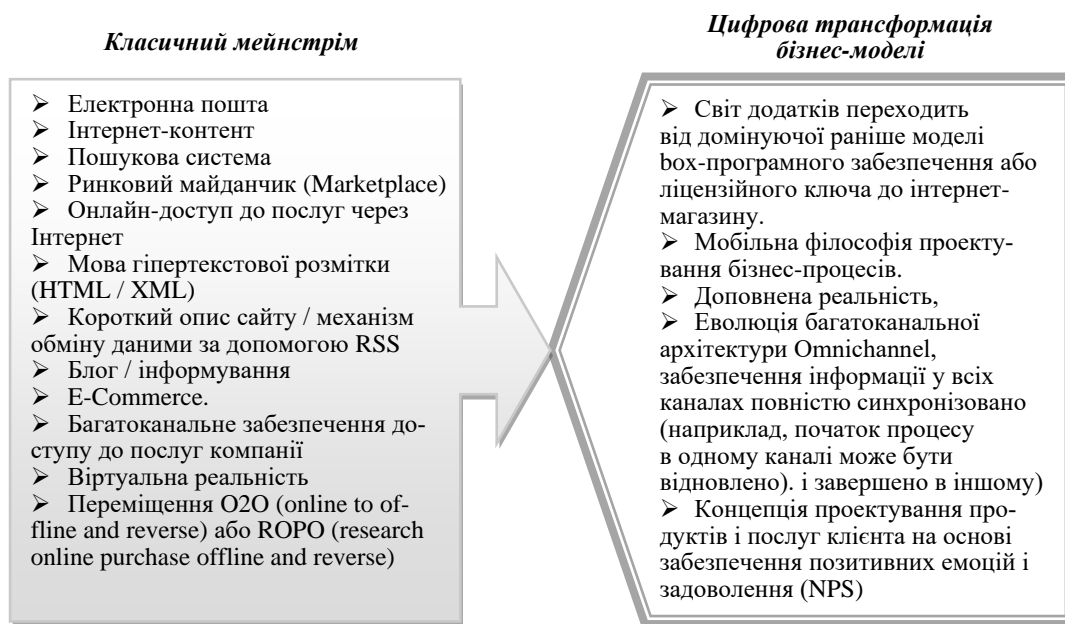 Класичний мейнстрім
➢ Електронна пошта
➢ Інтернет-контент
➢ Пошукова система
➢ Ринковий майданчик (Marketplace)
➢ Онлайн-доступ до послуг через
Інтернет
➢ Мова гіпертекстової розмітки
(HTML / XML)
➢ Короткий опис сайту / механізм
обміну даними за допомогою RSS
➢ Блог / інформування
➢ E-Commerce.
➢ Багатоканальне забезпечення до-
ступу до послуг компанії
➢ Віртуальна реальність
➢ Переміщення O2O (online to of-
fline and reverse) або ROPO (research
online purchase offline and reverse)
Цифрова трансформація
бізнес-моделі
➢ Світ додатків переходить
від домінуючої раніше моделі
box-програмного забезпечення або
ліцензійного ключа до інтернет-
магазину.
➢ Мобільна філософія проекту-
вання бізнес-процесів.
➢ Доповнена реальність,
➢ Еволюція багатоканальної
архітектури Omnichannel,
забезпечення інформації у всіх
каналах повністю синхронізовано
(наприклад, початок процесу
в одному каналі може бути
відновлено). і завершено в іншому)
➢ Концепція проектування про-
дуктів і послуг клієнта на основі
забезпечення позитивних емоцій і
задоволення (NPS)